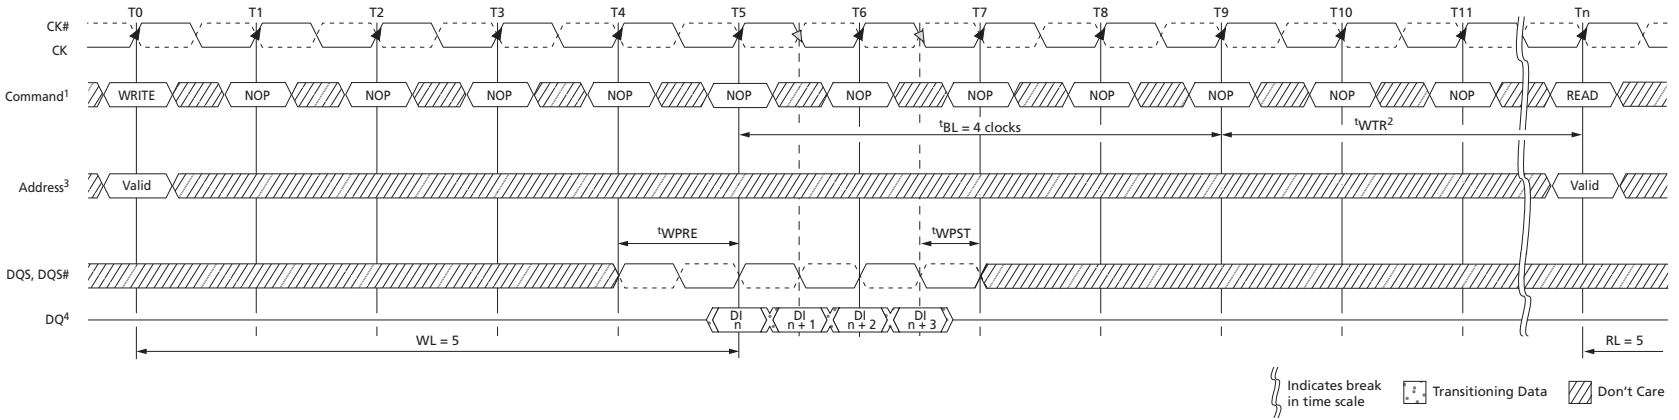 T0 T1 T2 T3 T4 T5 T6 T7 T8 T9 T10 T11 Tn
CK#
CK
Command1 WRITE NOP NOP NOP NOP NOP NOP NOP NOP NOP NOP NOP READ
tBL = 4 clocks tWTR2
Address3 Valid Valid
tWPRE tWPST
DQS, DQS#
DQ4 DI n DI n + 1 DI n + 2 DI n + 3
WL = 5 RL = 5
Indicates break
in time scale
Transitioning Data
Don't Care